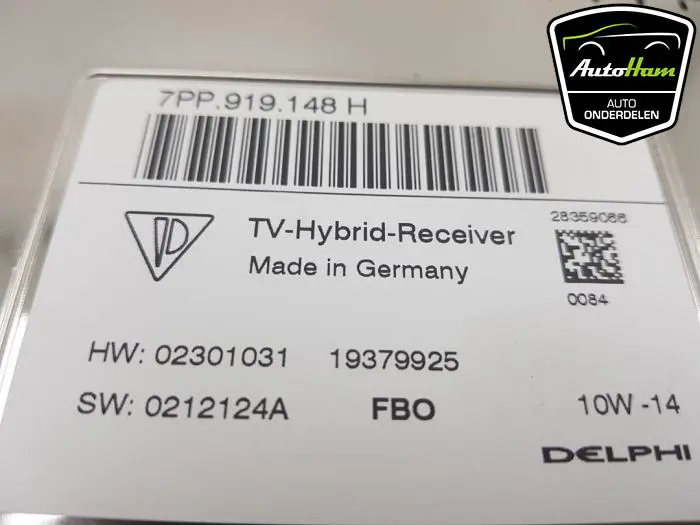 AutoHam
AUTO
ONDERDELEN
7PP.919.148 H
TV-Hybrid-Receiver
Made in Germany
28359066
0084
HW: 02301031 19379925
SW: 0212124A FBO 10W -14
DELPHI